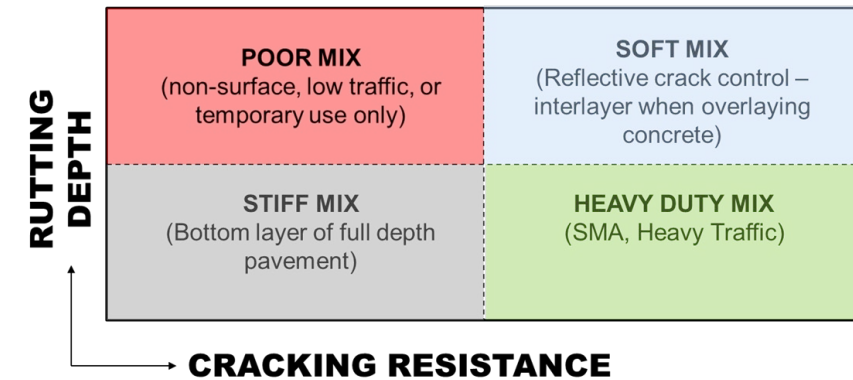 POOR MIX
(non-surface, low traffic, or
temporary use only)
SOFT MIX
(Reflective crack control –
interlayer when overlaying
concrete)
RUTTING
DEPTH
STIFF MIX
(Bottom layer of full depth
pavement)
HEAVY DUTY MIX
(SMA, Heavy Traffic)
CRACKING RESISTANCE